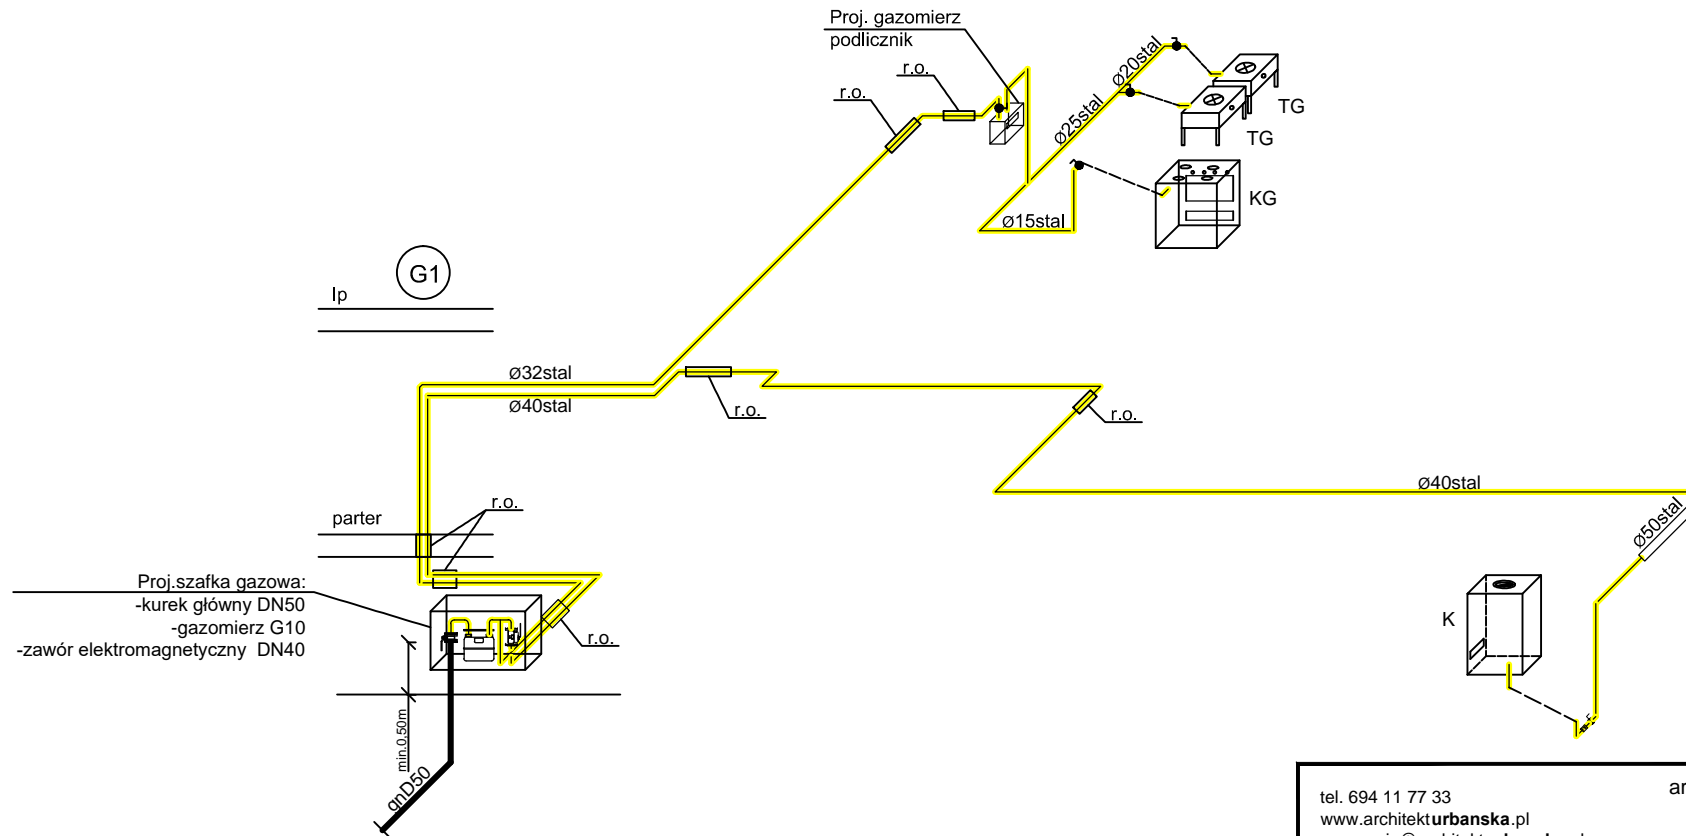 Proj. gazomierz
podlicznik
r.o.
r.o.
Ø20stal
Ø25stal
TG
TG
KG
Ø15stal
G1
Ip
Ø32stal
Ø40stal
r.o.
r.o.
Ø40stal
Ø50stal
r.o.
parter
Proj.szafka gazowa:
-kurek główny DN50
-gazomierz G10
-zawór elektromagnetyczny DN40
r.o.
K
min.0,50m
gnD50
tel. 694 11 77 33
www.architekturbanska.pl